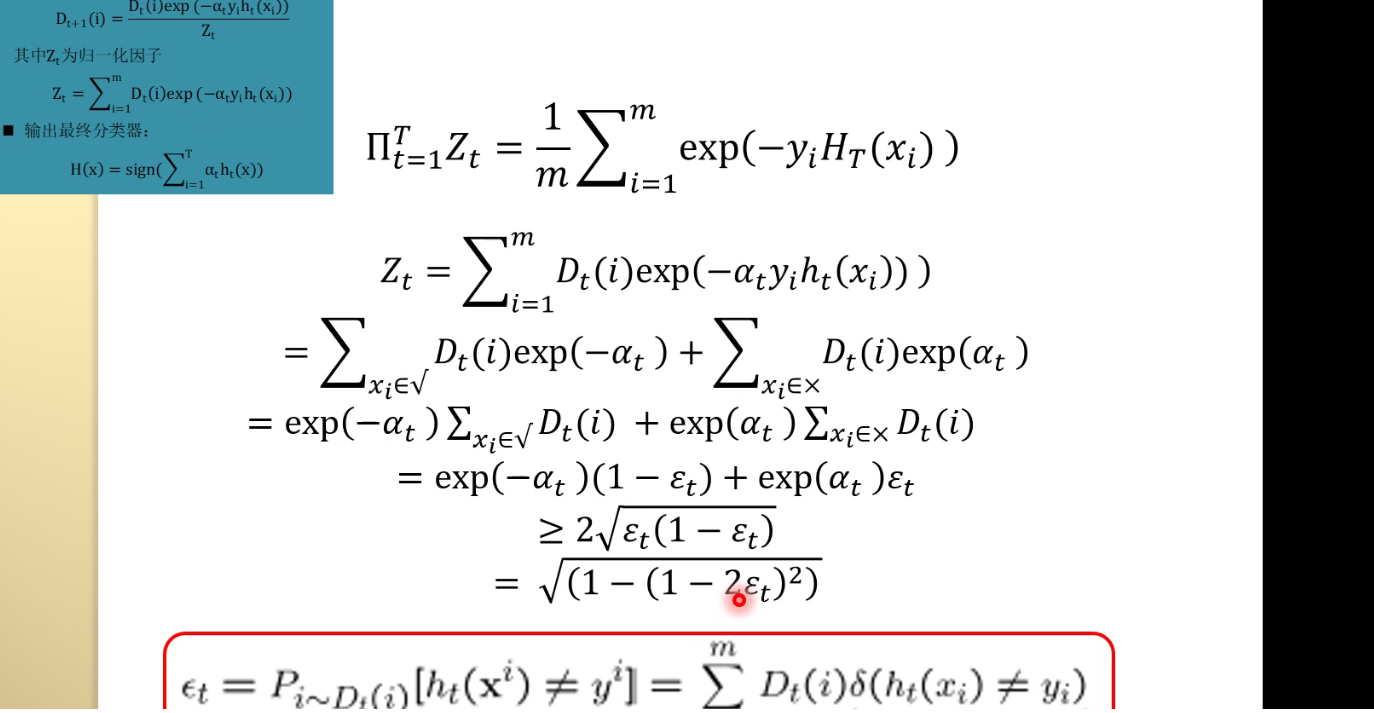 D_{t+1}(i) = D_t(i)exp (−α_t y_i h_t(x_i)) / Z_t
其中Z_t为归一化因子
Z_t = ∑_{i=1}^{m} D_t(i)exp (−α_t y_i h_t(x_i))
■ 输出最终分类器:
H(x) = sign(∑_{i=1}^{T} α_t h_t(x))
Π_{t=1}^{T} Z_t = 1/m ∑_{i=1}^{m} exp(−y_i H_T(x_i) )
Z_t = ∑_{i=1}^{m} D_t(i)exp(−α_t y_i h_t(x_i)) )
= ∑_{x_i∈√} D_t(i)exp(−α_t ) + ∑_{x_i∈×} D_t(i)exp(α_t )
= exp(−α_t )∑_{x_i∈√} D_t(i) + exp(α_t )∑_{x_i∈×} D_t(i)
= exp(−α_t )(1 − ε_t) + exp(α_t )ε_t
≥ 2√(ε_t(1 − ε_t))
= √((1 − (1 − 2ε_t)²))
ϵ_t = P_{i∼D_t(i)}[h_t(x^i) ≠ y^i] = ∑^{m} D_t(i)δ(h_t(x_i) ≠ y_i)